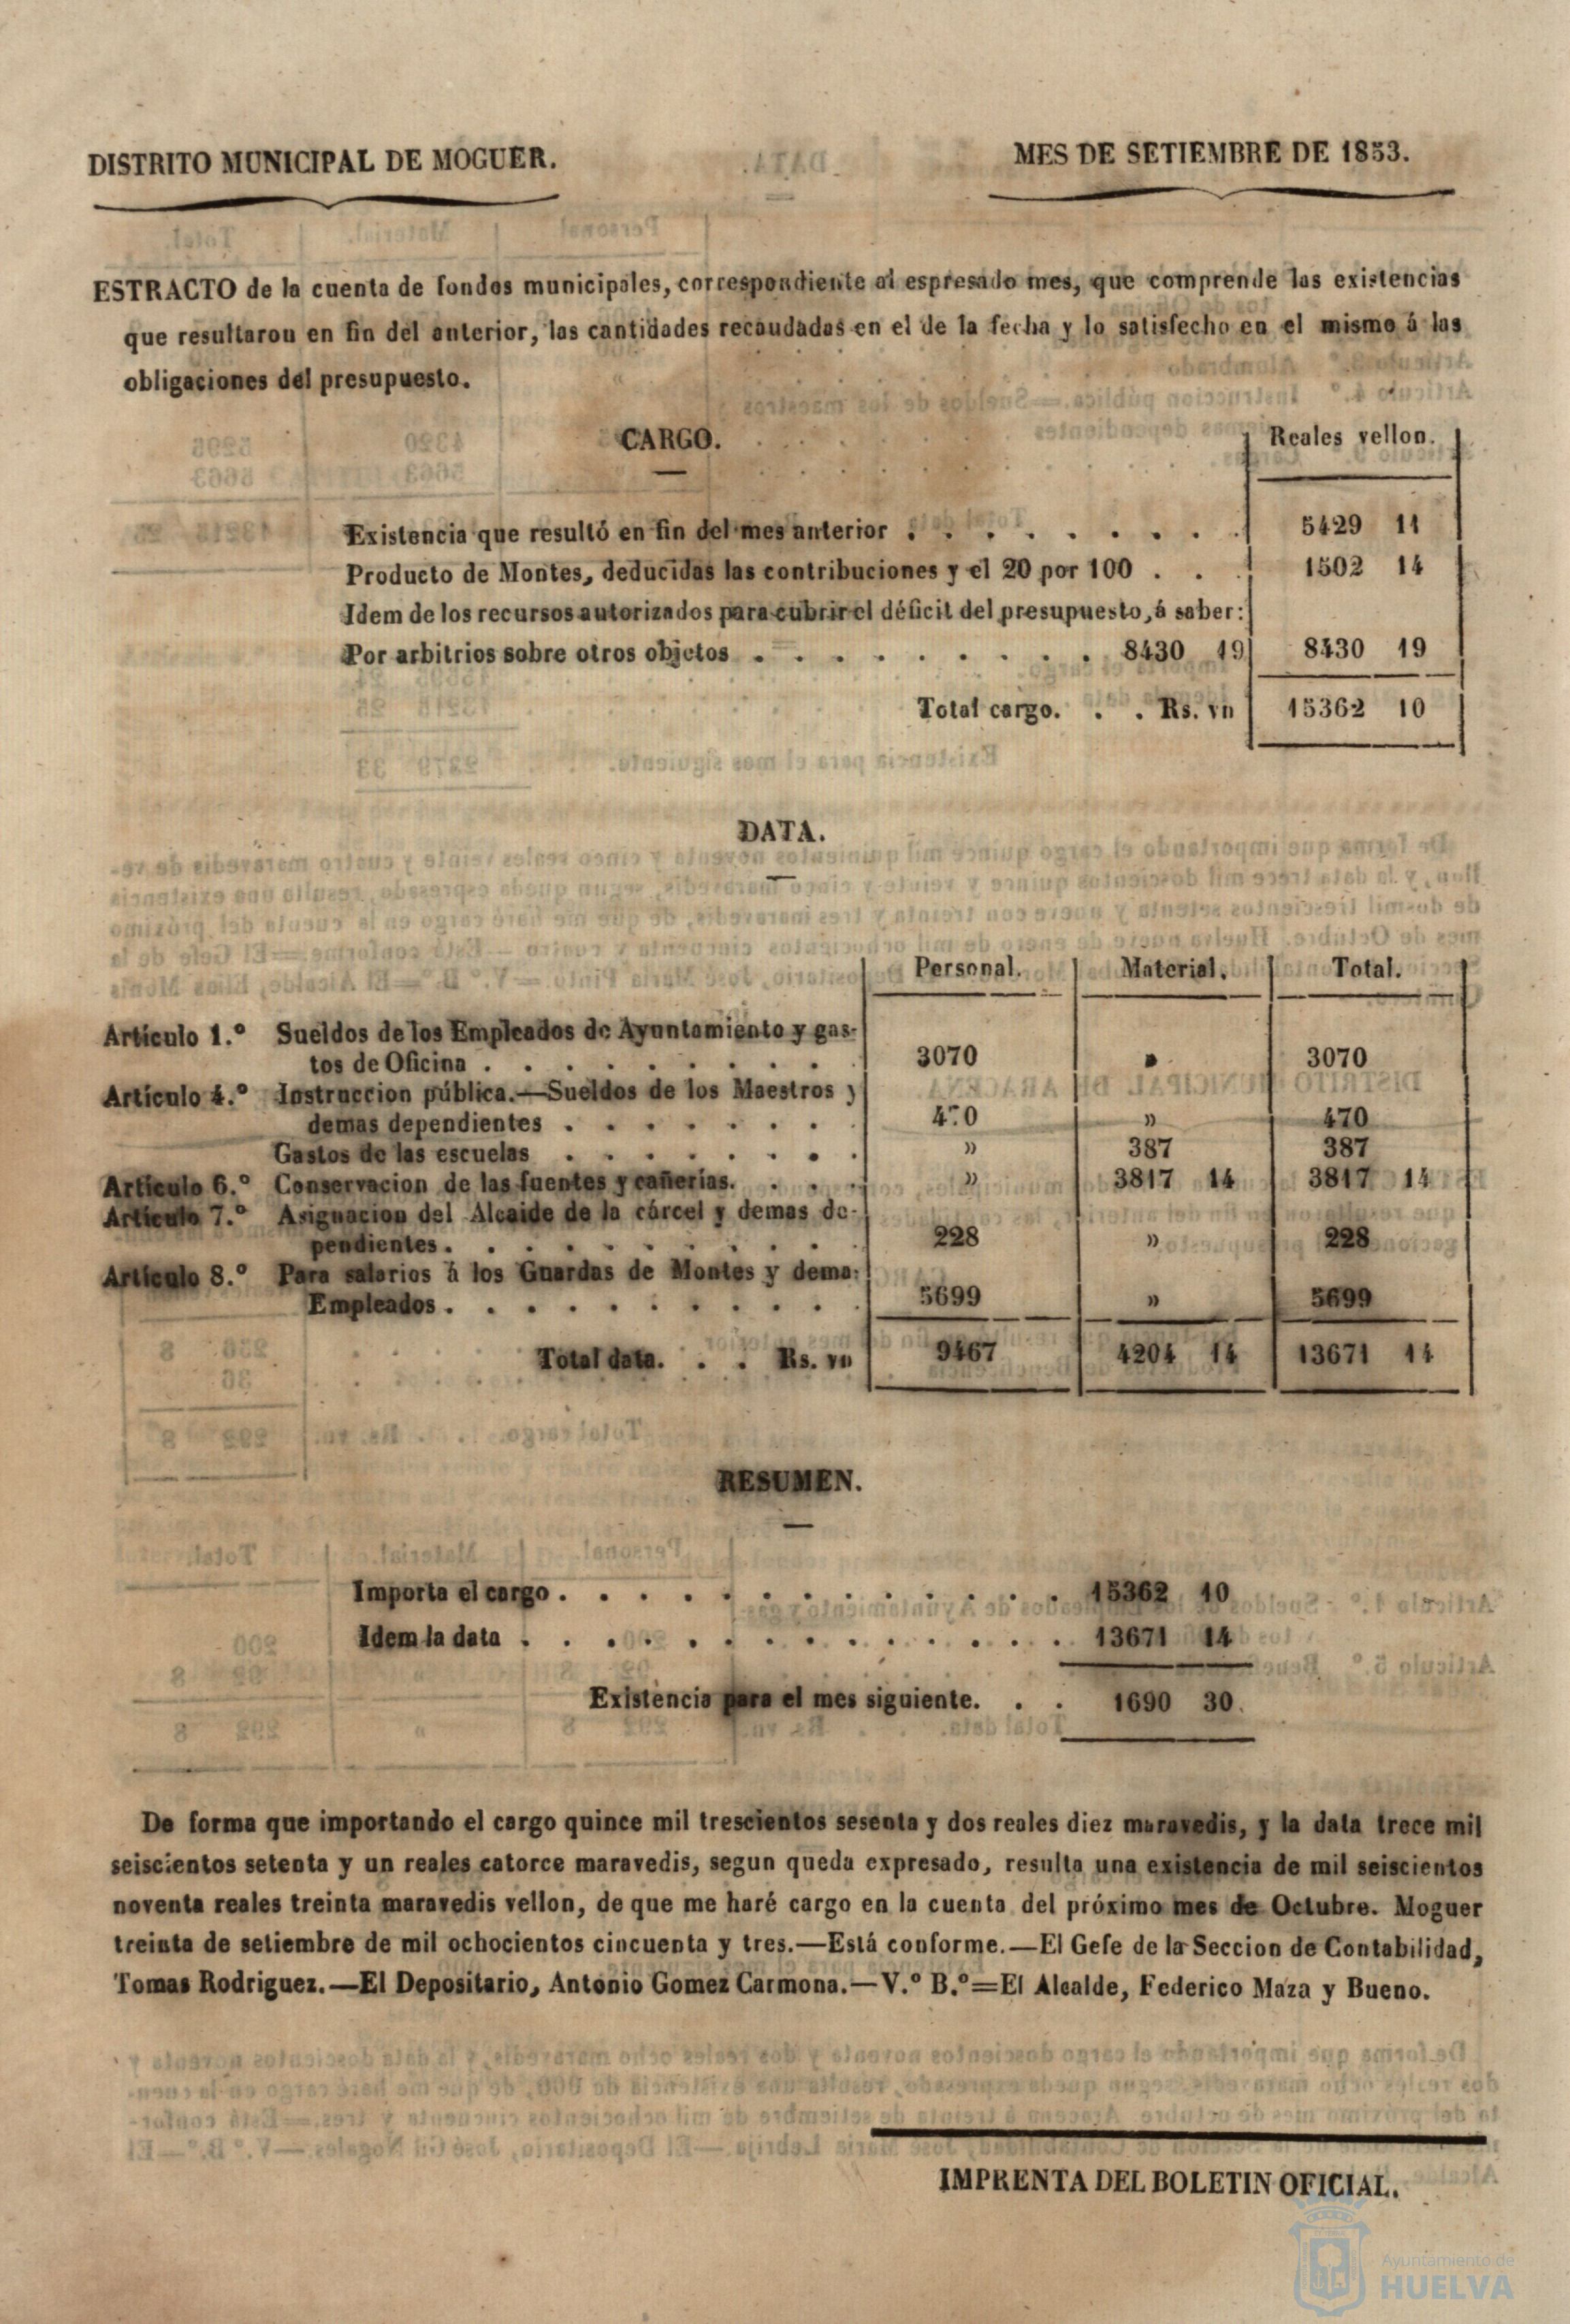 DISTRITO MUNICIPAL DE MOGUER.
MES DE SETIEMBRE DE 1853.
ESTRACTO de la cuenta de fondos municipales, correspondiente al espresado mes, que comprende las existencias
que resultaron en fin del anterior, las cantidades recaudadas en el de la fecha y lo satisfecho en el mismo á las
obligaciones del presupuesto.
CARGO.
Reales vellon.
Existencia que resultó en fin del mes anterior . . . . . . . . . 5429 11
Producto de Montes, deducidas las contribuciones y el 20 por 100 . . . 1502 14
Idem de los recursos autorizados para cubrir el déficit del presupuesto, á saber:
Por arbitrios sobre otros objetos . . . . . . . . . 8430 19 8430 19
Total cargo. . . Rs. vn 15362 10
DATA.
Personal. Material. Total.
Artículo 1.º Sueldos de los Empleados de Ayuntamiento y gas-
tos de Oficina . . . . . . . . . 3070 » 3070
Artículo 4.º Instruccion pública.—Sueldos de los Maestros y
demas dependientes . . . . . . . . 470 » 470
Gastos de las escuelas . . . . . . . . » 387 387
Artículo 6.º Conservacion de las fuentes y cañerías. . . . » 3817 14 3817 14
Artículo 7.º Asignacion del Alcaide de la cárcel y demas de-
pendientes . . . . . . . . . . . 228 » 228
Artículo 8.º Para salarios á los Guardas de Montes y dema:
Empleados . . . . . . . . . . . 5699 » 5699
Total data. . . . Rs. vn 9467 4204 14 13671 14
RESUMEN.
Importa el cargo . . . . . . . . . . . . . 15362 10
Idem la data . . . . . . . . . . . . . . 13671 14
Existencia para el mes siguiente. . . 1690 30
De forma que importando el cargo quince mil trescientos sesenta y dos reales diez maravedis, y la data trece mil
seiscientos setenta y un reales catorce maravedis, segun queda expresado, resulta una existencia de mil seiscientos
noventa reales treinta maravedis vellon, de que me haré cargo en la cuenta del próximo mes de Octubre. Moguer
treinta de setiembre de mil ochocientos cincuenta y tres.—Está conforme.—El Gefe de la Seccion de Contabilidad,
Tomas Rodriguez.—El Depositario, Antonio Gomez Carmona.—V.º B.º=El Alcalde, Federico Maza y Bueno.
IMPRENTA DEL BOLETIN OFICIAL.
Ayuntamiento de
HUELVA